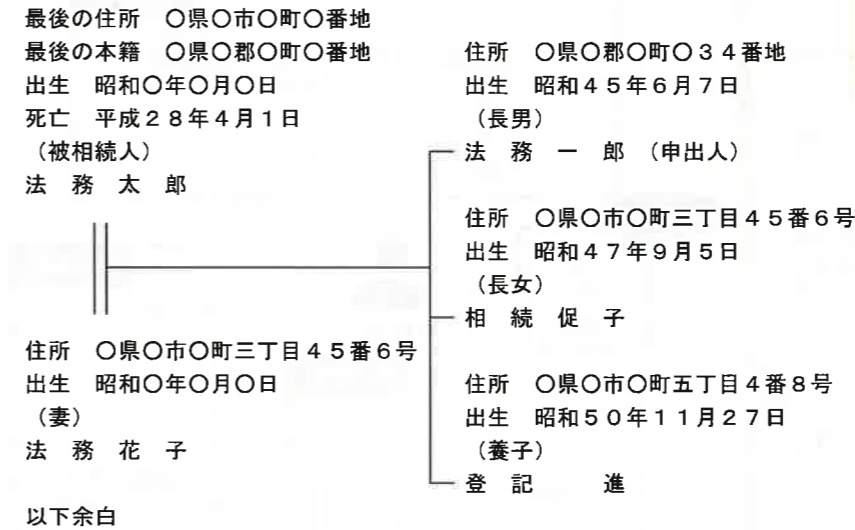 最後の住所　〇県〇市〇町〇番地
最後の本籍　〇県〇郡〇町〇番地
出生　昭和〇年〇月〇日
死亡　平成２８年４月１日
（被相続人）
法　務　太　郎
住所　〇県〇市〇町三丁目４５番６号
出生　昭和〇年〇月〇日
（妻）
法　務　花　子
住所　〇県〇郡〇町〇３４番地
出生　昭和４５年６月７日
（長男）
法　務　一　郎　（申出人）
住所　〇県〇市〇町三丁目４５番６号
出生　昭和４７年９月５日
（長女）
相　続　促　子
住所　〇県〇市〇町五丁目４番８号
出生　昭和５０年１１月２７日
（養子）
登　記　　　進
以下余白